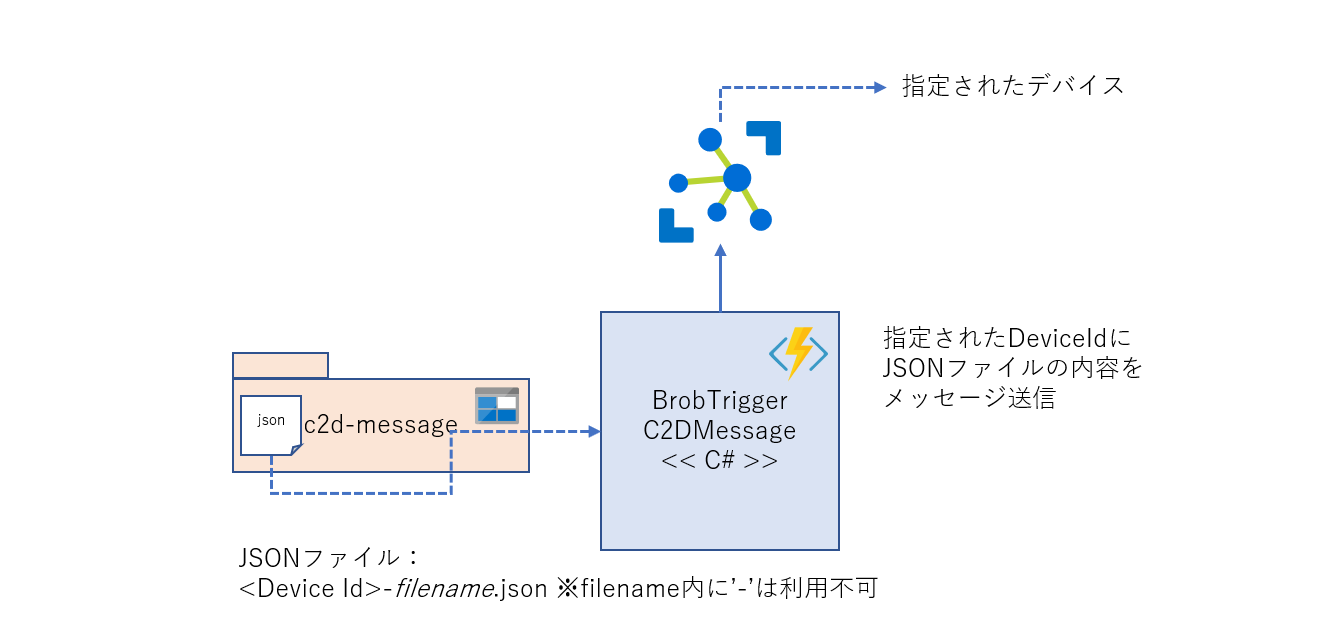 指定されたデバイス
指定されたDeviceIdに
JSONファイルの内容を
メッセージ送信
BrobTrigger
C2DMessage
<< C# >>
json
c2d-message
JSONファイル：
<Device Id>-filename.json ※filename内に’-’は利用不可